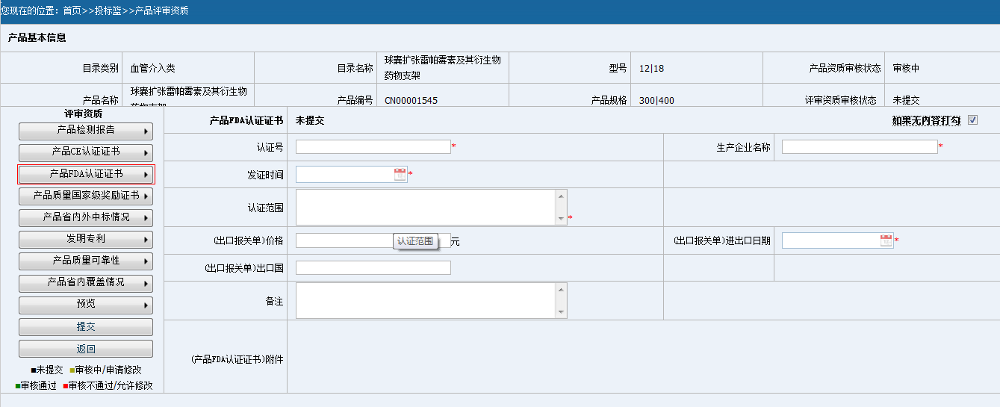 您现在的位置：首页>>投标篮>>产品评审资质
产品基本信息
目录类别 血管介入类 目录名称 球囊扩张雷帕霉素及其衍生物药物支架 型号 12|18 产品资质审核状态 审核中
产品名称 球囊扩张雷帕霉素及其衍生物 产品编号 CN00001545 产品规格 300|400 评审资质审核状态 未提交
评审资质
产品检测报告
产品CE认证证书
产品FDA认证证书
产品质量国家级奖励证书
产品省内外中标情况
发明专利
产品质量可靠性
产品省内覆盖情况
预览
提交
返回
■未提交 ■审核中/申请修改
■审核通过 ■审核不通过/允许修改
产品FDA认证证书 未提交 如果无内容打勾
认证号 * 生产企业名称 *
发证时间 *
认证范围 *
(出口报关单)价格 认证范围 元 (出口报关单)进出口日期 *
(出口报关单)出口国
备注
(产品FDA认证证书)附件